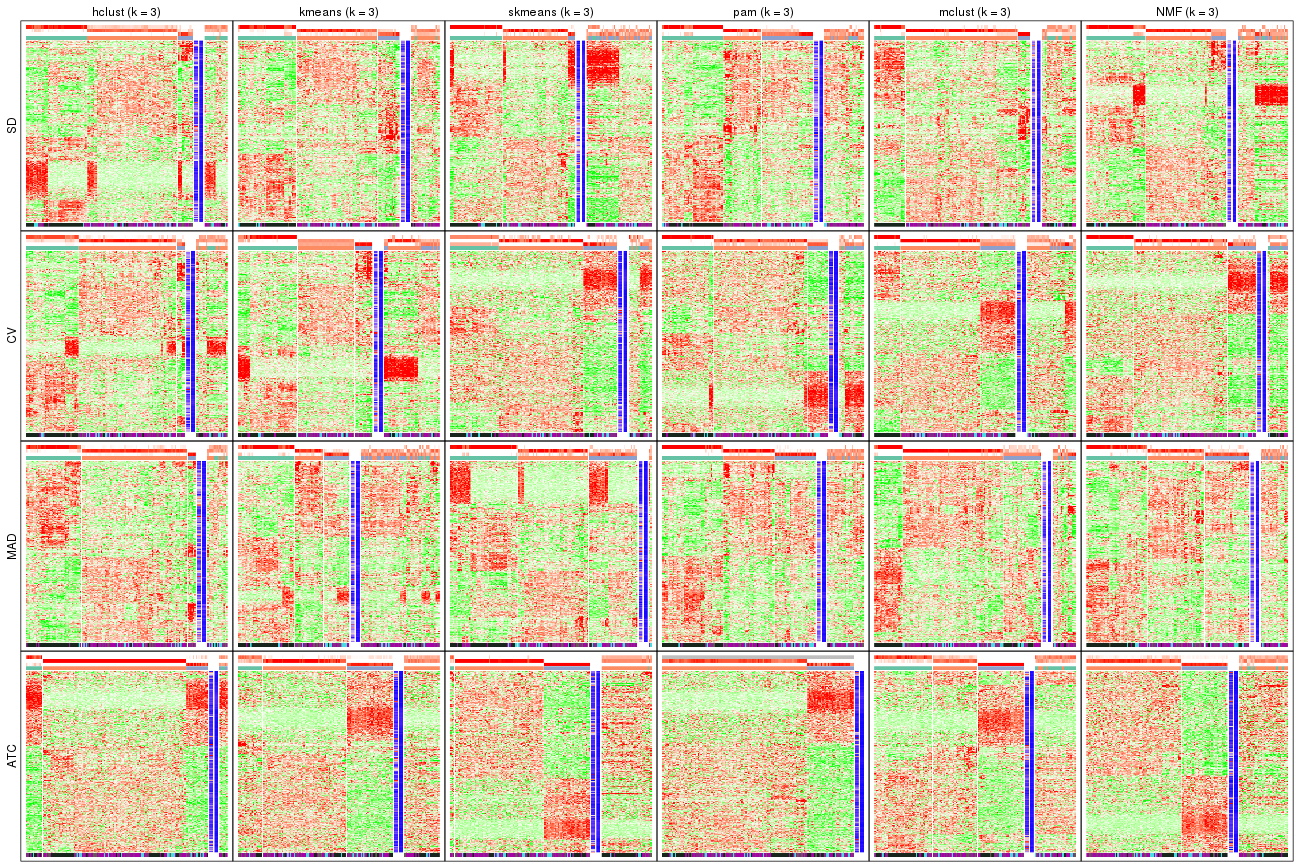 hclust (k = 3) kmeans (k = 3) skmeans (k = 3) pam (k = 3) mclust (k = 3) NMF (k = 3)
SD
CV
MAD
ATC